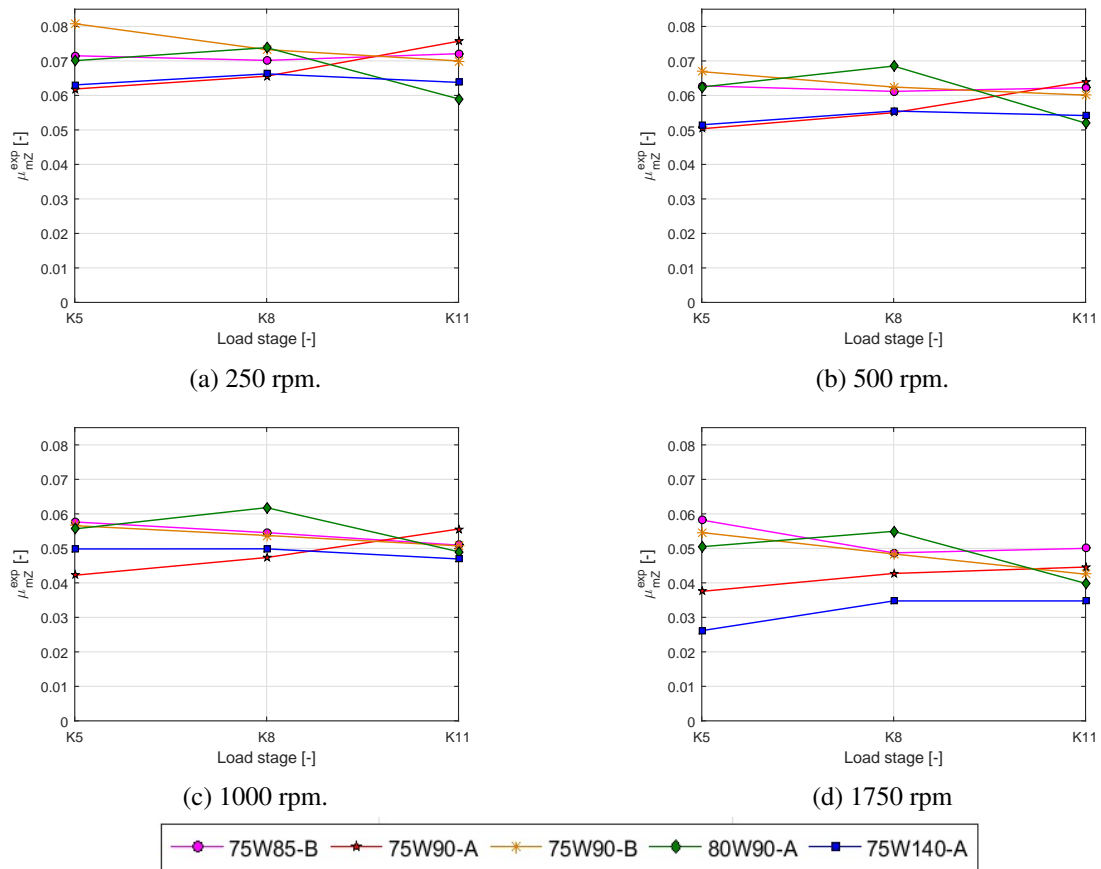 0.08
0.07
0.06
0.05
0.04
0.03
0.02
0.01
0
μ_mZ^exp [-]
K5 K8 K11
Load stage [-]
(a) 250 rpm.
0.08
0.07
0.06
0.05
0.04
0.03
0.02
0.01
0
μ_mZ^exp [-]
K5 K8 K11
Load stage [-]
(b) 500 rpm.
0.08
0.07
0.06
0.05
0.04
0.03
0.02
0.01
0
μ_mZ^exp [-]
K5 K8 K11
Load stage [-]
(c) 1000 rpm.
0.08
0.07
0.06
0.05
0.04
0.03
0.02
0.01
0
μ_mZ^exp [-]
K5 K8 K11
Load stage [-]
(d) 1750 rpm
75W85-B 75W90-A 75W90-B 80W90-A 75W140-A